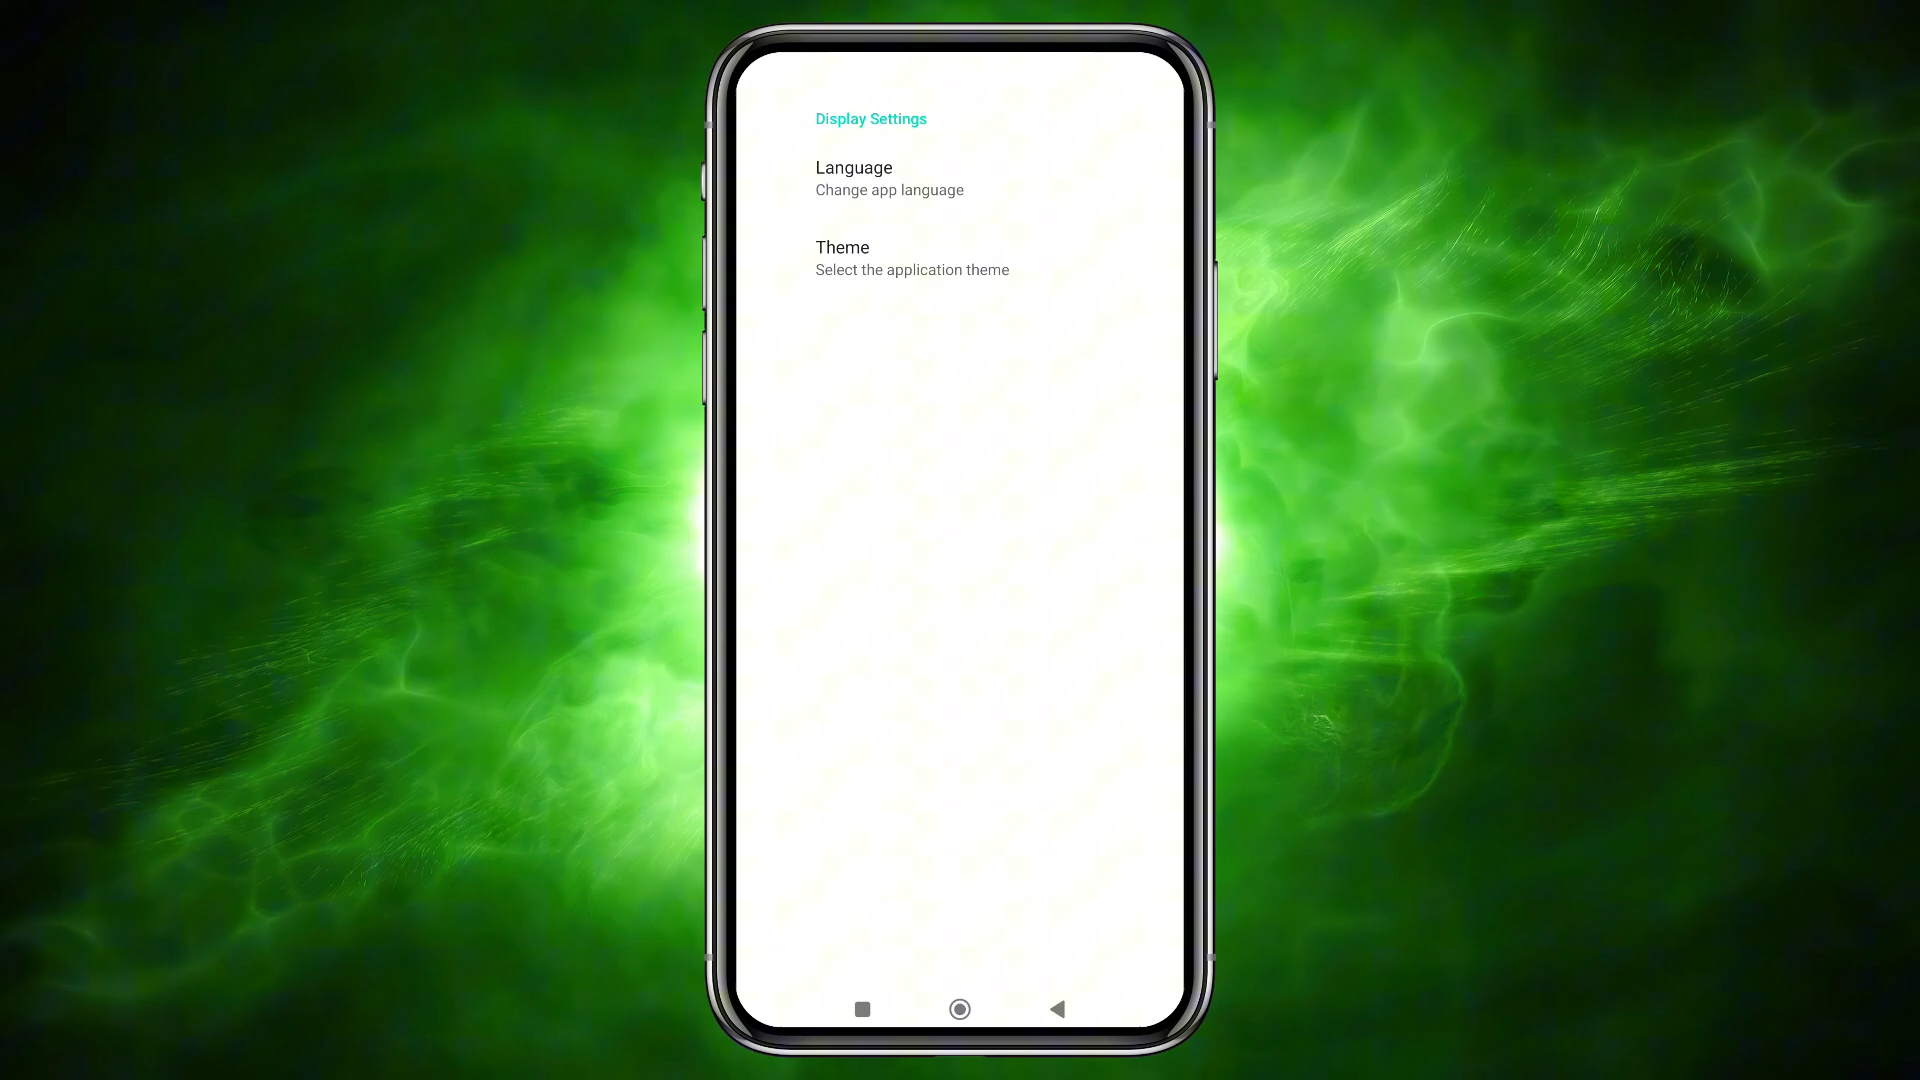 Display Settings
Language
Change app language
Theme
Select the application theme